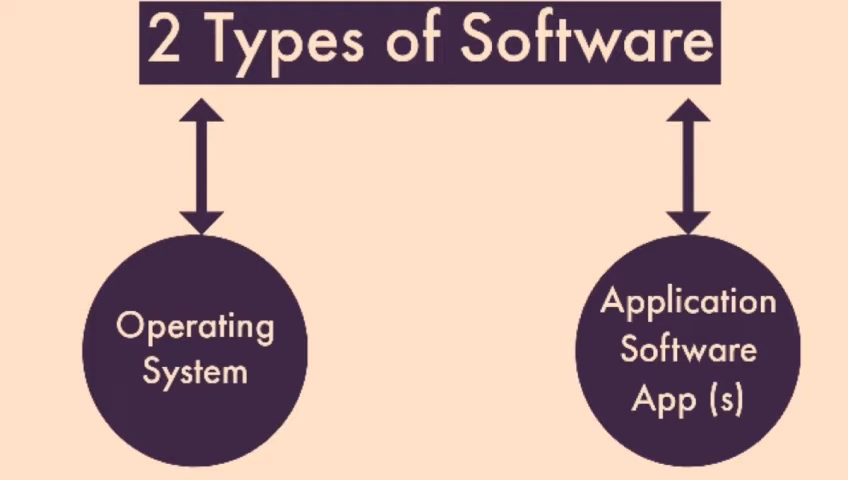 2 Types of Software
Operating
System
Application
Software
App (s)